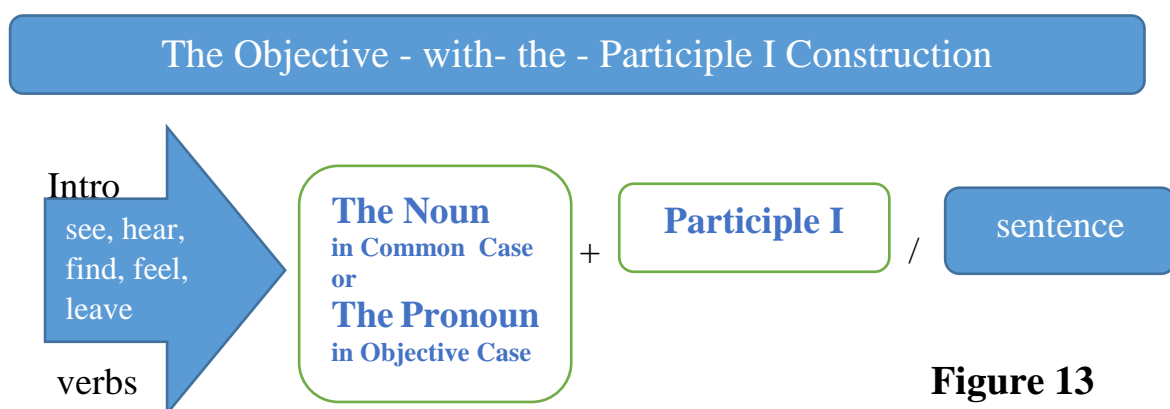 The Objective - with- the - Participle I Construction
Intro
see, hear,
find, feel,
leave
verbs
The Noun
in Common Case
or
The Pronoun
in Objective Case
+
Participle I
/
sentence
Figure 13